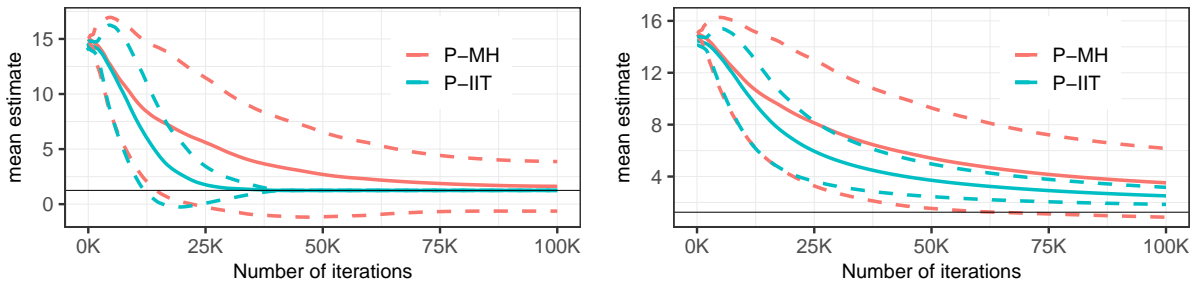 mean estimate
15
10
5
0
P−MH
P−IIT
0K 25K 50K 75K 100K
Number of iterations
mean estimate
16
12
8
4
P−MH
P−IIT
0K 25K 50K 75K 100K
Number of iterations